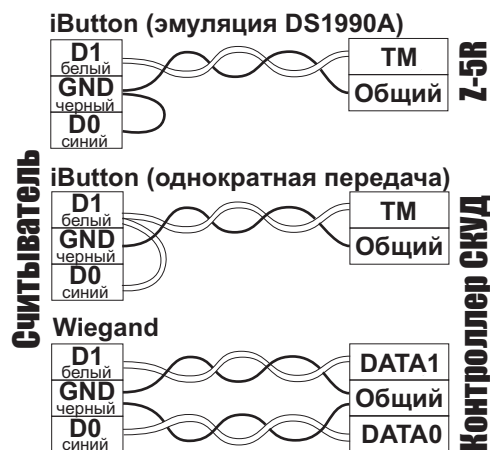 iButton (эмуляция DS1990A)
D1
белый
GND
черный
D0
синий
TM
Общий
Z-5R
Считыватель
iButton (однократная передача)
D1
белый
GND
черный
D0
синий
TM
Общий
Контроллер СКУД
Wiegand
D1
белый
GND
черный
D0
синий
DATA1
Общий
DATA0